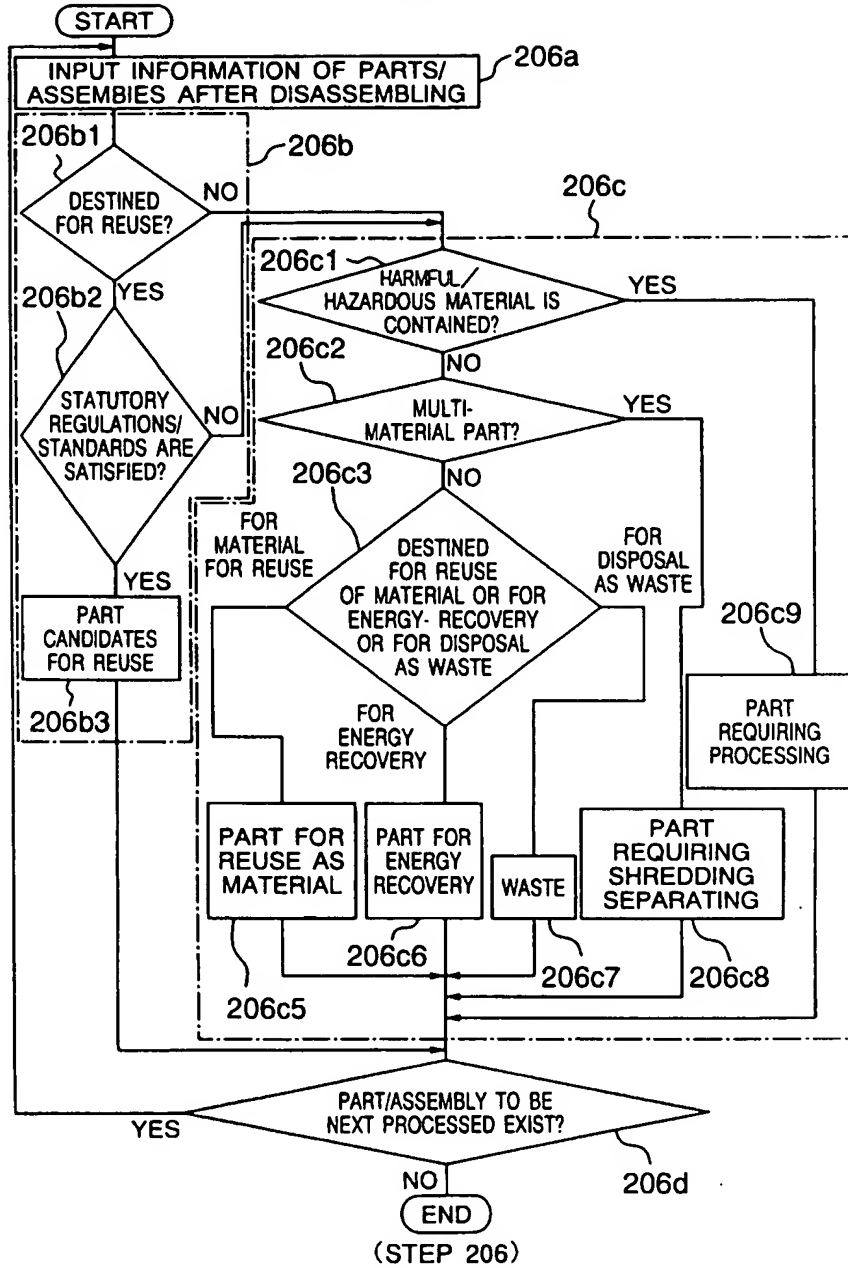 START
INPUT INFORMATION OF PARTS/
ASSEMBIES AFTER DISASSEMBLING
206a
206b1
206b
DESTINED
FOR REUSE?
NO
206c
YES
206b2
STATUTORY
REGULATIONS/
STANDARDS ARE
SATISFIED?
NO
206c1
HARMFUL/
HAZARDOUS MATERIAL IS
CONTAINED?
YES
NO
206c2
MULTI-
MATERIAL PART?
YES
NO
206c3
FOR
MATERIAL
FOR REUSE
DESTINED
FOR REUSE
OF MATERIAL OR FOR
ENERGY- RECOVERY
OR FOR DISPOSAL
AS WASTE
FOR
DISPOSAL
AS WASTE
YES
PART
CANDIDATES
FOR REUSE
206b3
FOR
ENERGY
RECOVERY
206c9
PART
REQUIRING
PROCESSING
PART FOR
REUSE AS
MATERIAL
PART FOR
ENERGY
RECOVERY
WASTE
PART
REQUIRING
SHREDDING
SEPARATING
206c5
206c6
206c7
206c8
PART/ASSEMBLY TO BE
NEXT PROCESSED EXIST?
YES
206d
NO
END
(STEP 206)